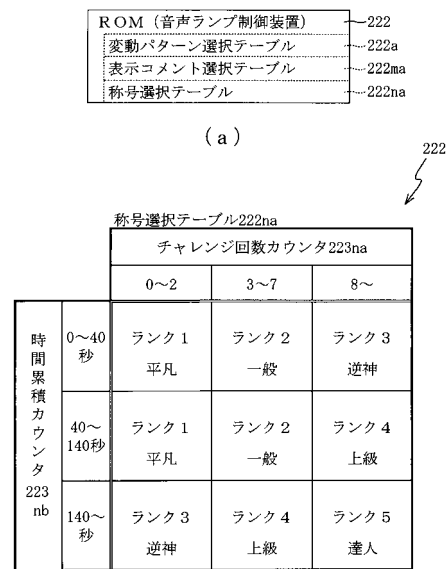 ROM（音声ランプ制御装置） 222
変動パターン選択テーブル 222a
表示コメント選択テーブル 222ma
称号選択テーブル 222na
(a)
222
称号選択テーブル222na
チャレンジ回数カウンタ223na
0～2 3～7 8～
時間累積カウンタ223nb
0～40秒
ランク1 平凡
ランク2 一般
ランク3 逆神
40～140秒
ランク1 平凡
ランク2 一般
ランク4 上級
140～秒
ランク3 逆神
ランク4 上級
ランク5 達人